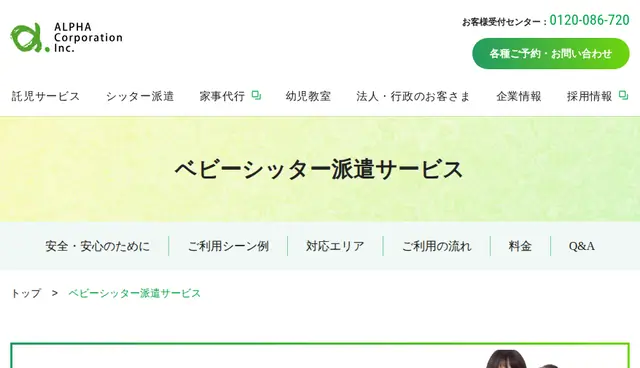 ALPHA
Corporation
Inc.
お客様受付センター：0120-086-720
各種ご予約・お問い合わせ
託児サービス シッター派遣 家事代行 幼児教室 法人・行政のお客さま 企業情報 採用情報
ベビーシッター派遣サービス
安全・安心のために ご利用シーン例 対応エリア ご利用の流れ 料金 Q&A
トップ > ベビーシッター派遣サービス